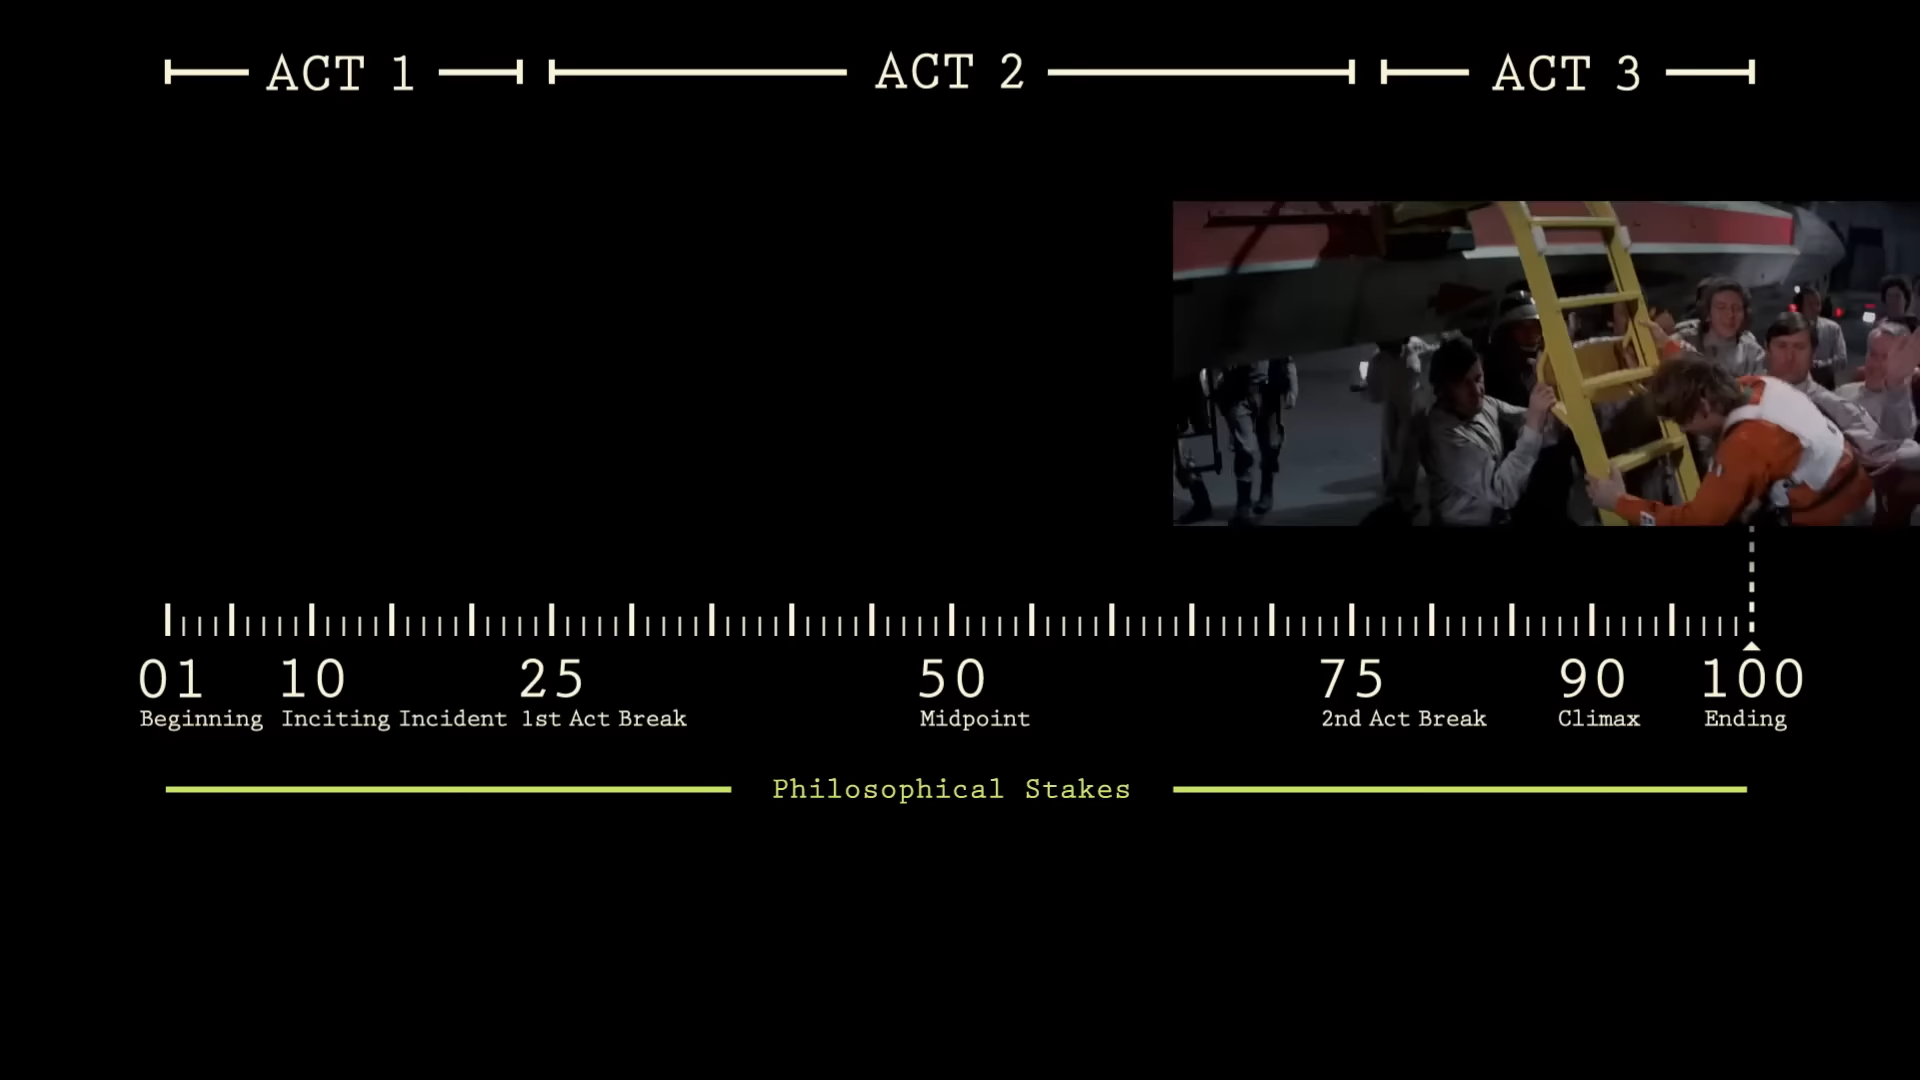 ACT 1 ACT 2 ACT 3
01 10 25 50 75 90 100
Beginning Inciting Incident 1st Act Break Midpoint 2nd Act Break Climax Ending
Philosophical Stakes